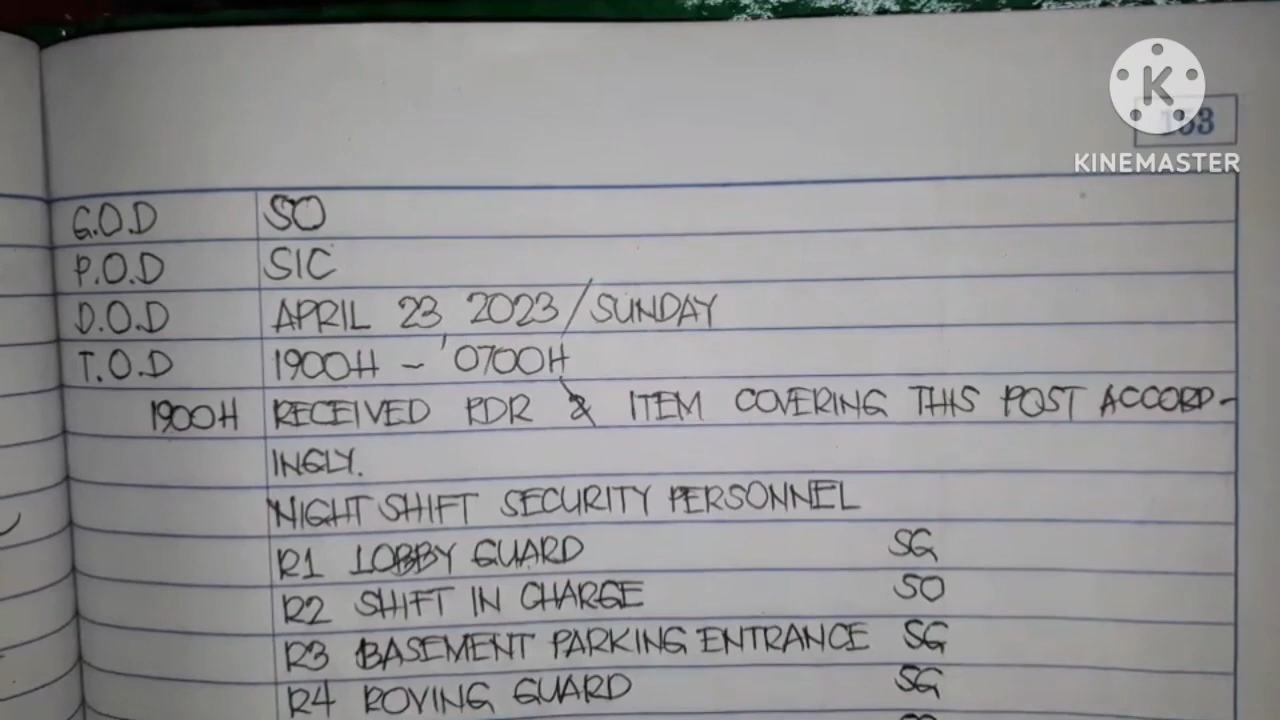 153
KINEMASTER
G.O.D SO
P.O.D SIC
D.O.D APRIL 23, 2023 / SUNDAY
T.O.D 1900H - 0700H
1900H RECEIVED PDR & ITEM COVERING THIS POST ACCORD-
INGLY.
NIGHT SHIFT SECURITY PERSONNEL
R1 LOBBY GUARD SG
R2 SHIFT IN CHARGE SO
R3 BASEMENT PARKING ENTRANCE SG
R4 ROVING GUARD SG